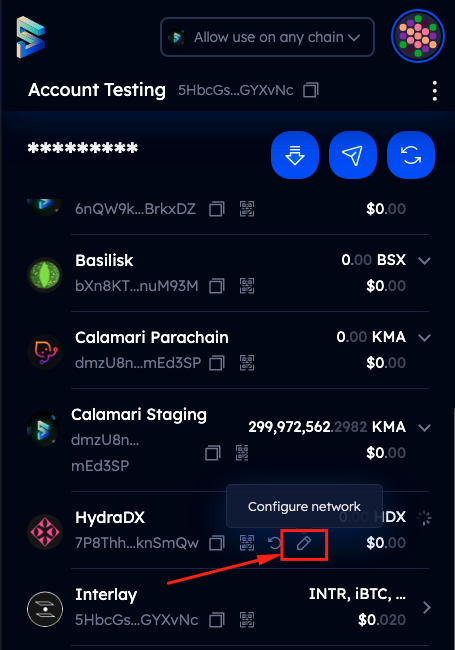 Allow use on any chain
Account Testing 5HbcGs...GYXvNc
*********
6nQW9k...BrkxDZ $0.00
Basilisk 0.00 BSX
bXn8KT...nuM93M $0.00
Calamari Parachain 0.00 KMA
dmzU8n...mEd3SP $0.00
Calamari Staging 299,972,562.2982 KMA
dmzU8n...
mEd3SP $0.00
Configure network
HydraDX 0.00 HDX
7P8Thh...knSmQw $0.00
Interlay INTR, iBTC, ...
5HbcGs...GYXvNc $0.020